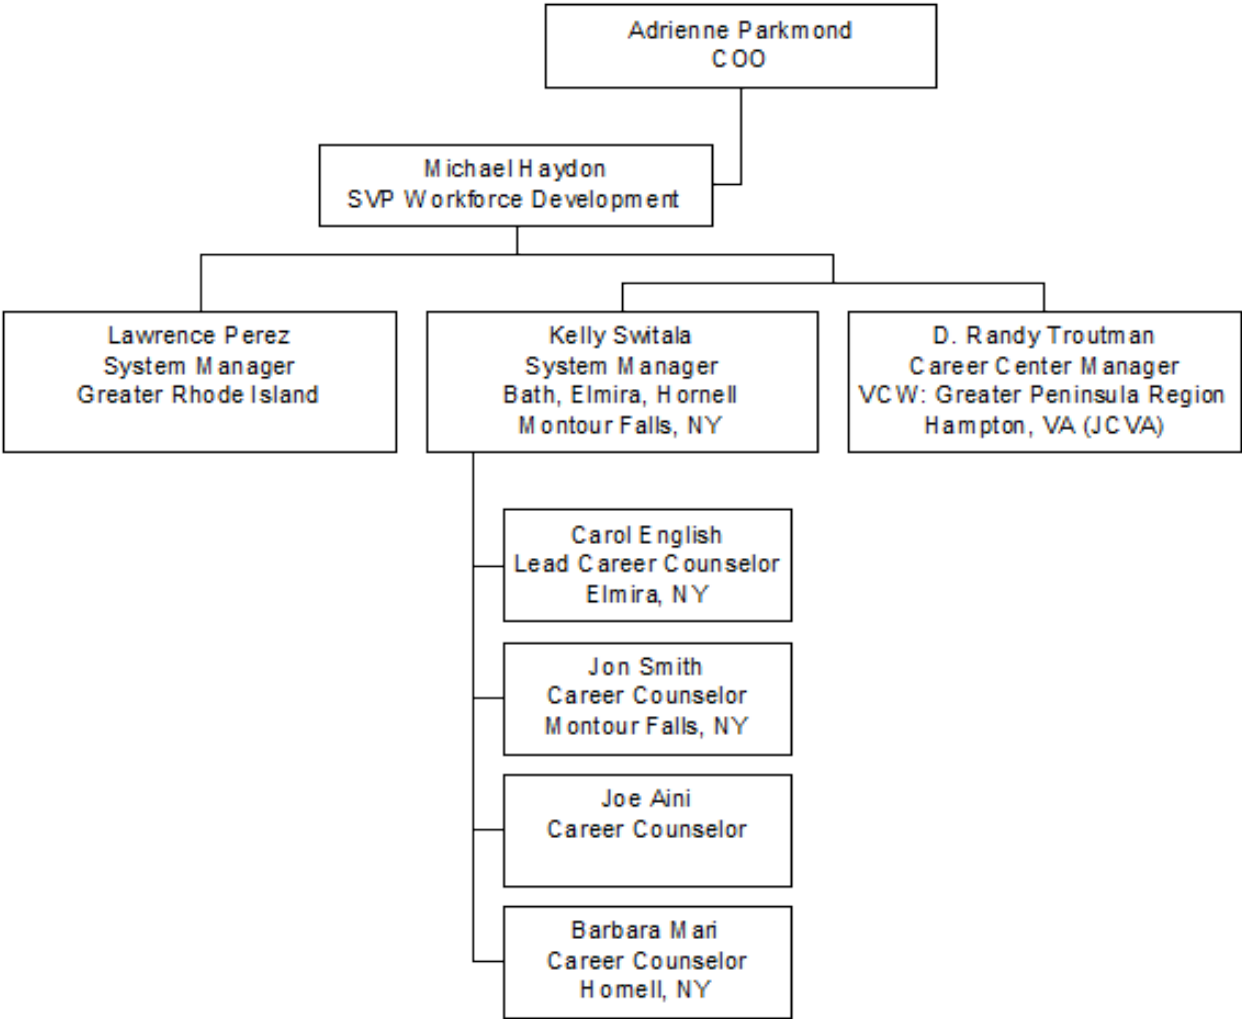 Adrienne Parkmond
COO
Michael Haydon
SVP Workforce Development
Lawrence Perez
System Manager
Greater Rhode Island
Kelly Switala
System Manager
Bath, Elmira, Hornell
Montour Falls, NY
D. Randy Troutman
Career Center Manager
VCW: Greater Peninsula Region
Hampton, VA (JCVA)
Carol English
Lead Career Counselor
Elmira, NY
Jon Smith
Career Counselor
Montour Falls, NY
Joe Aini
Career Counselor
Barbara Mari
Career Counselor
Hornell, NY